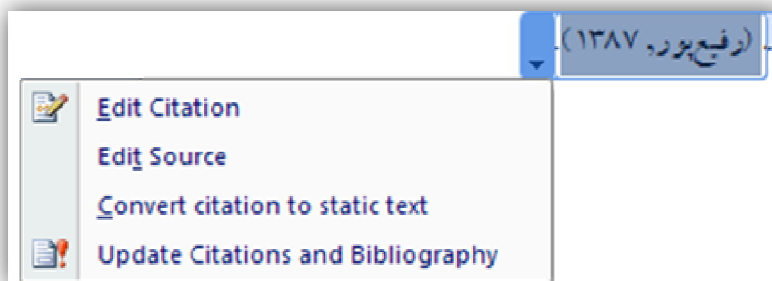 (رفیع‌پور, ۱۳۸۷).
Edit Citation
Edit Source
Convert citation to static text
Update Citations and Bibliography